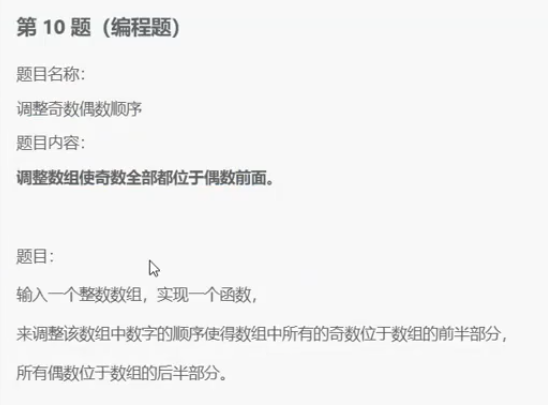 第 10 题（编程题）
题目名称：
调整奇数偶数顺序
题目内容：
调整数组使奇数全部都位于偶数前面。
题目：
输入一个整数数组，实现一个函数，
来调整该数组中数字的顺序使得数组中所有的奇数位于数组的前半部分，
所有偶数位于数组的后半部分。